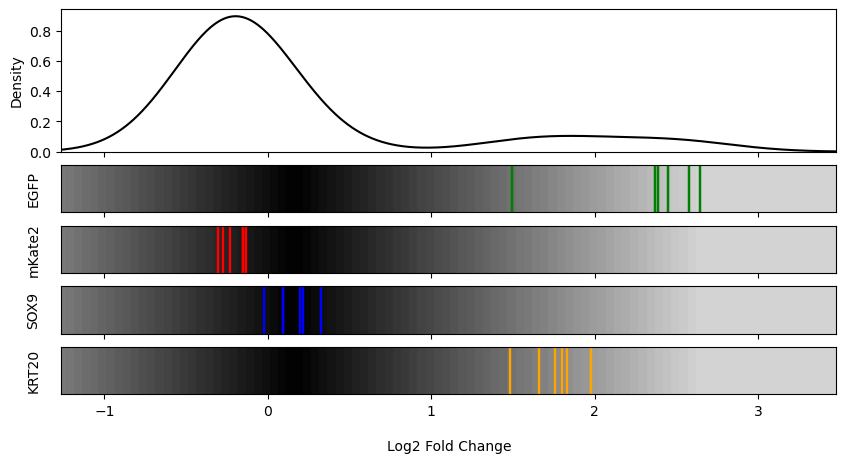 0.8
0.6
0.4
0.2
0.0
Density
EGFP
mKate2
SOX9
KRT20
−1 0 1 2 3
Log2 Fold Change